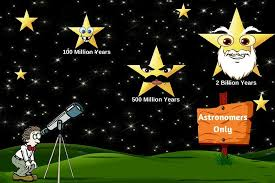 100 Million Years
500 Million Years
2 Billion Years
Astronomers
Only